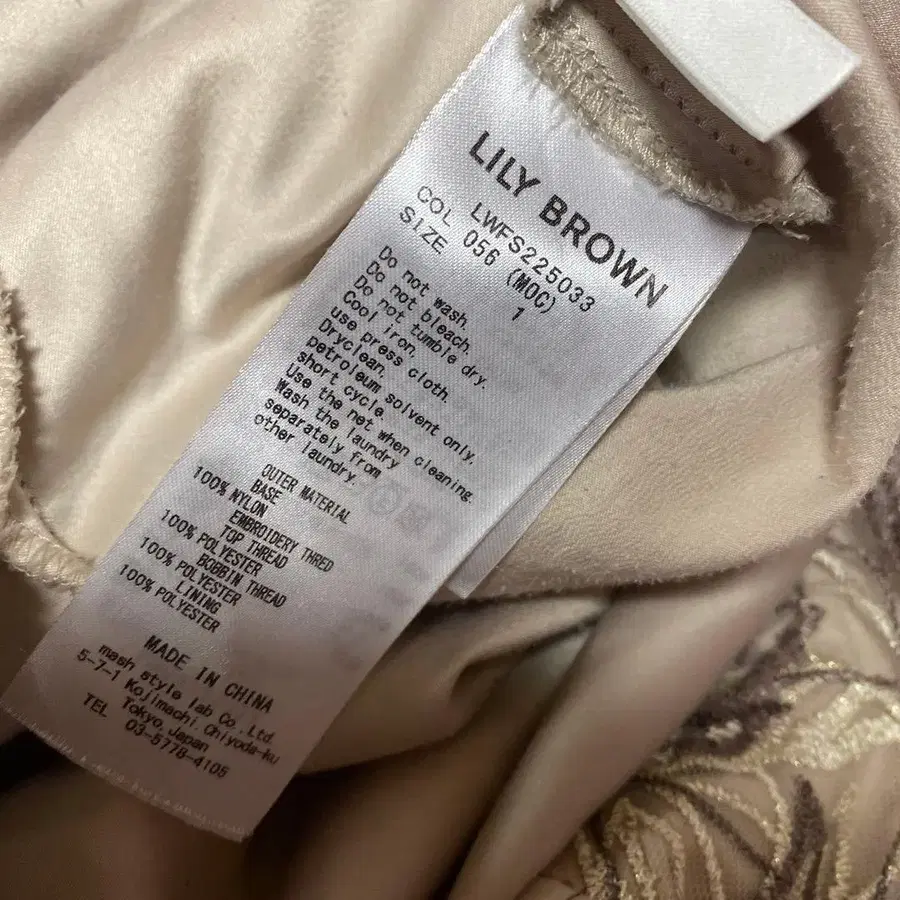 LILY BROWN
LWFS225033
COL 056 (MOC)
SIZE 1
Do not wash.
Do not bleach.
Do not tumble dry.
Cool iron,
use press cloth.
Dryclean,
petroleum solvent only,
short cycle.
Use the net when cleaning.
Wash the laundry
separately from
other laundry.
OUTER MATERIAL
BASE
100% NYLON
EMBROIDERY THRED
TOP THREAD
100% POLYESTER
BOBBIN THREAD
100% POLYESTER
LINING
100% POLYESTER
MADE IN CHINA
mash style lab Co., Ltd.
5-7-1 Kojimachi, Chiyoda-ku
Tokyo, Japan
TEL 03-5778-4105